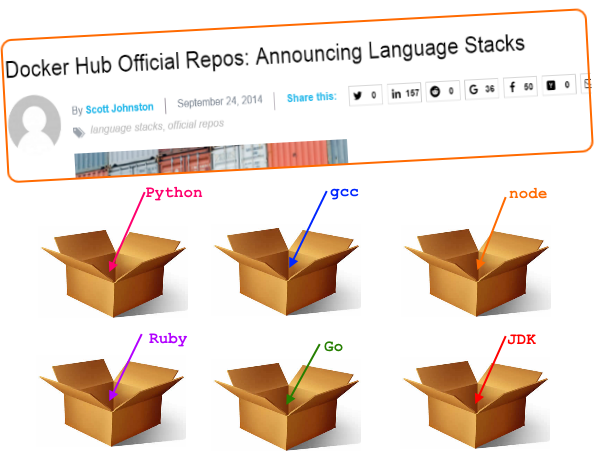 Docker Hub Official Repos: Announcing Language Stacks
By Scott Johnston September 24, 2014 Share this: 0 in 157 0 G 36 f 50 Y 0
language stacks, official repos
Python gcc node
Ruby Go JDK